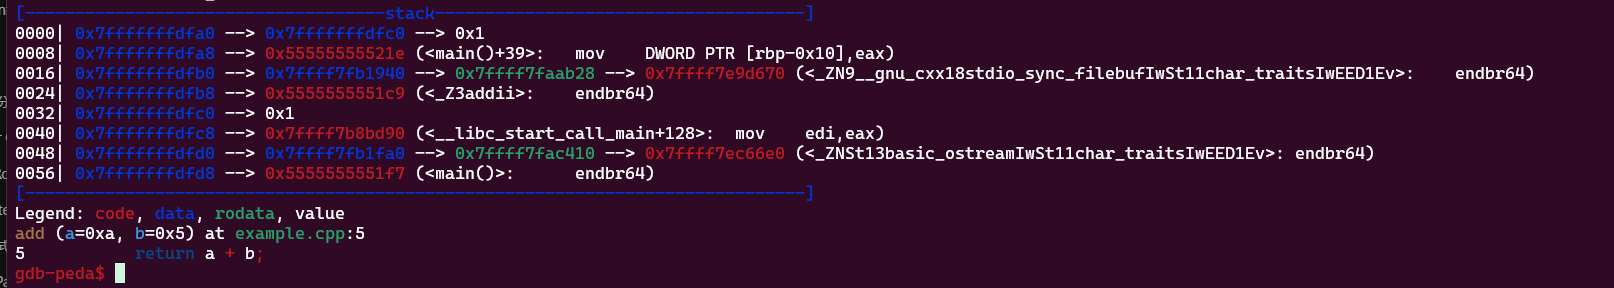 [------------------------------------stack-------------------------------------]
0000| 0x7fffffffdfa0 --> 0x7fffffffdfc0 --> 0x1
0008| 0x7fffffffdfa8 --> 0x55555555521e (<main()+39>:   mov    DWORD PTR [rbp-0x10],eax)
0016| 0x7fffffffdfb0 --> 0x7ffff7fb1940 --> 0x7ffff7faab28 --> 0x7ffff7e9d670 (<_ZN9__gnu_cxx18stdio_sync_filebufIwSt11char_traitsIwEED1Ev>:    endbr64)
0024| 0x7fffffffdfb8 --> 0x5555555551c9 (<_Z3addii>:    endbr64)
0032| 0x7fffffffdfc0 --> 0x1
0040| 0x7fffffffdfc8 --> 0x7ffff7b8bd90 (<__libc_start_call_main+128>:  mov    edi,eax)
0048| 0x7fffffffdfd0 --> 0x7ffff7fb1fa0 --> 0x7ffff7fac410 --> 0x7ffff7ec66e0 (<_ZNSt13basic_ostreamIwSt11char_traitsIwEED1Ev>: endbr64)
0056| 0x7fffffffdfd8 --> 0x5555555551f7 (<main()>:      endbr64)
[------------------------------------------------------------------------------]
Legend: code, data, rodata, value
add (a=0xa, b=0x5) at example.cpp:5
5           return a + b;
gdb-peda$